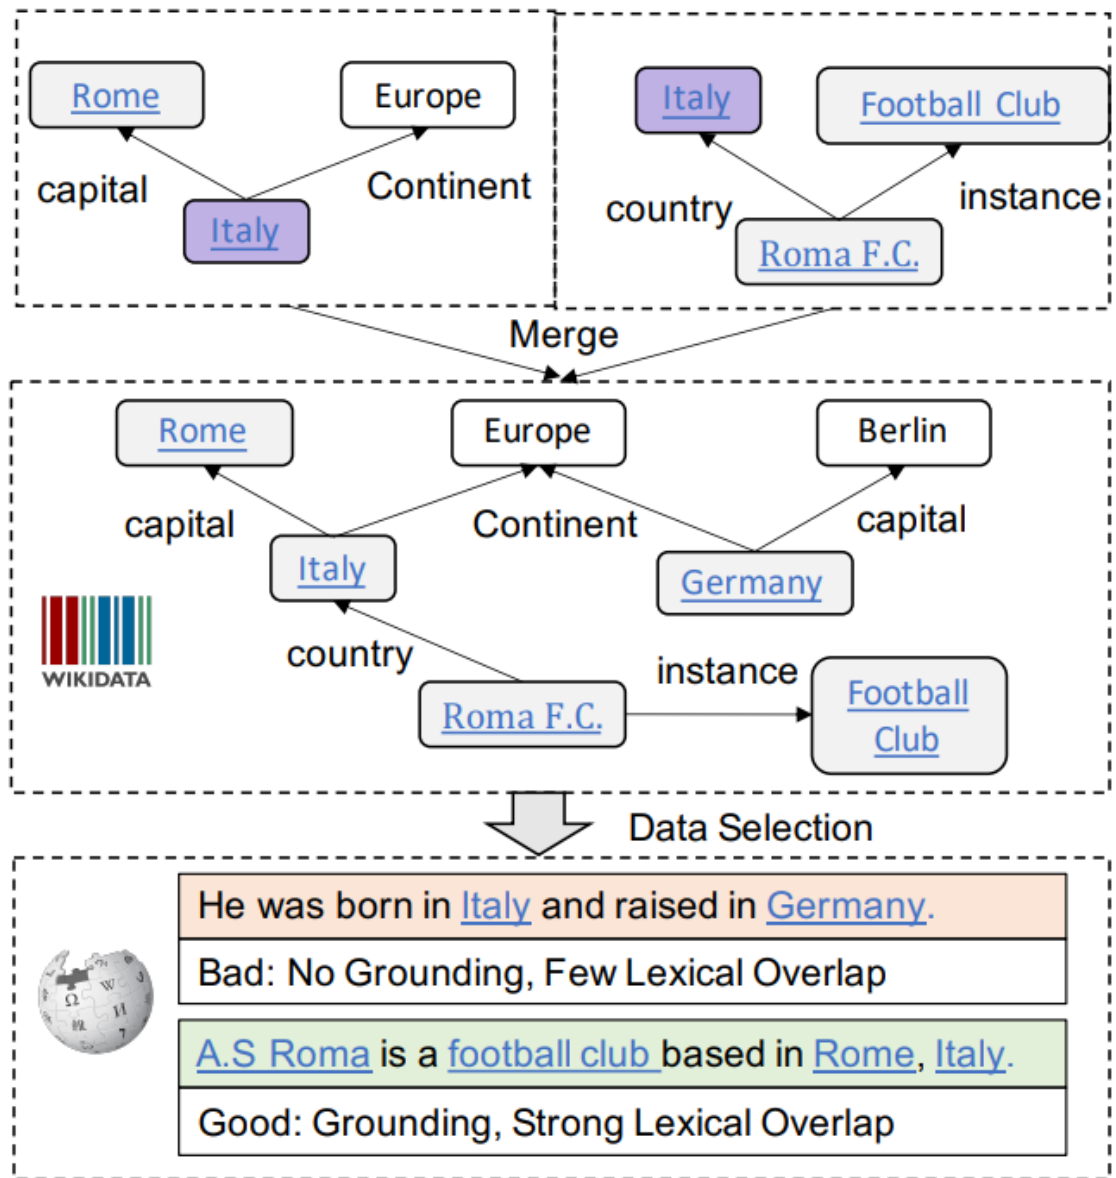 Rome
Europe
capital
Continent
Italy
Italy
Football Club
country
instance
Roma F.C.
Merge
Rome
Europe
Berlin
capital
Continent
capital
Italy
Germany
country
instance
Roma F.C.
Football
Club
WIKIDATA
Data Selection
He was born in Italy and raised in Germany.
Bad: No Grounding, Few Lexical Overlap
A.S Roma is a football club based in Rome, Italy.
Good: Grounding, Strong Lexical Overlap
Ω
W
И